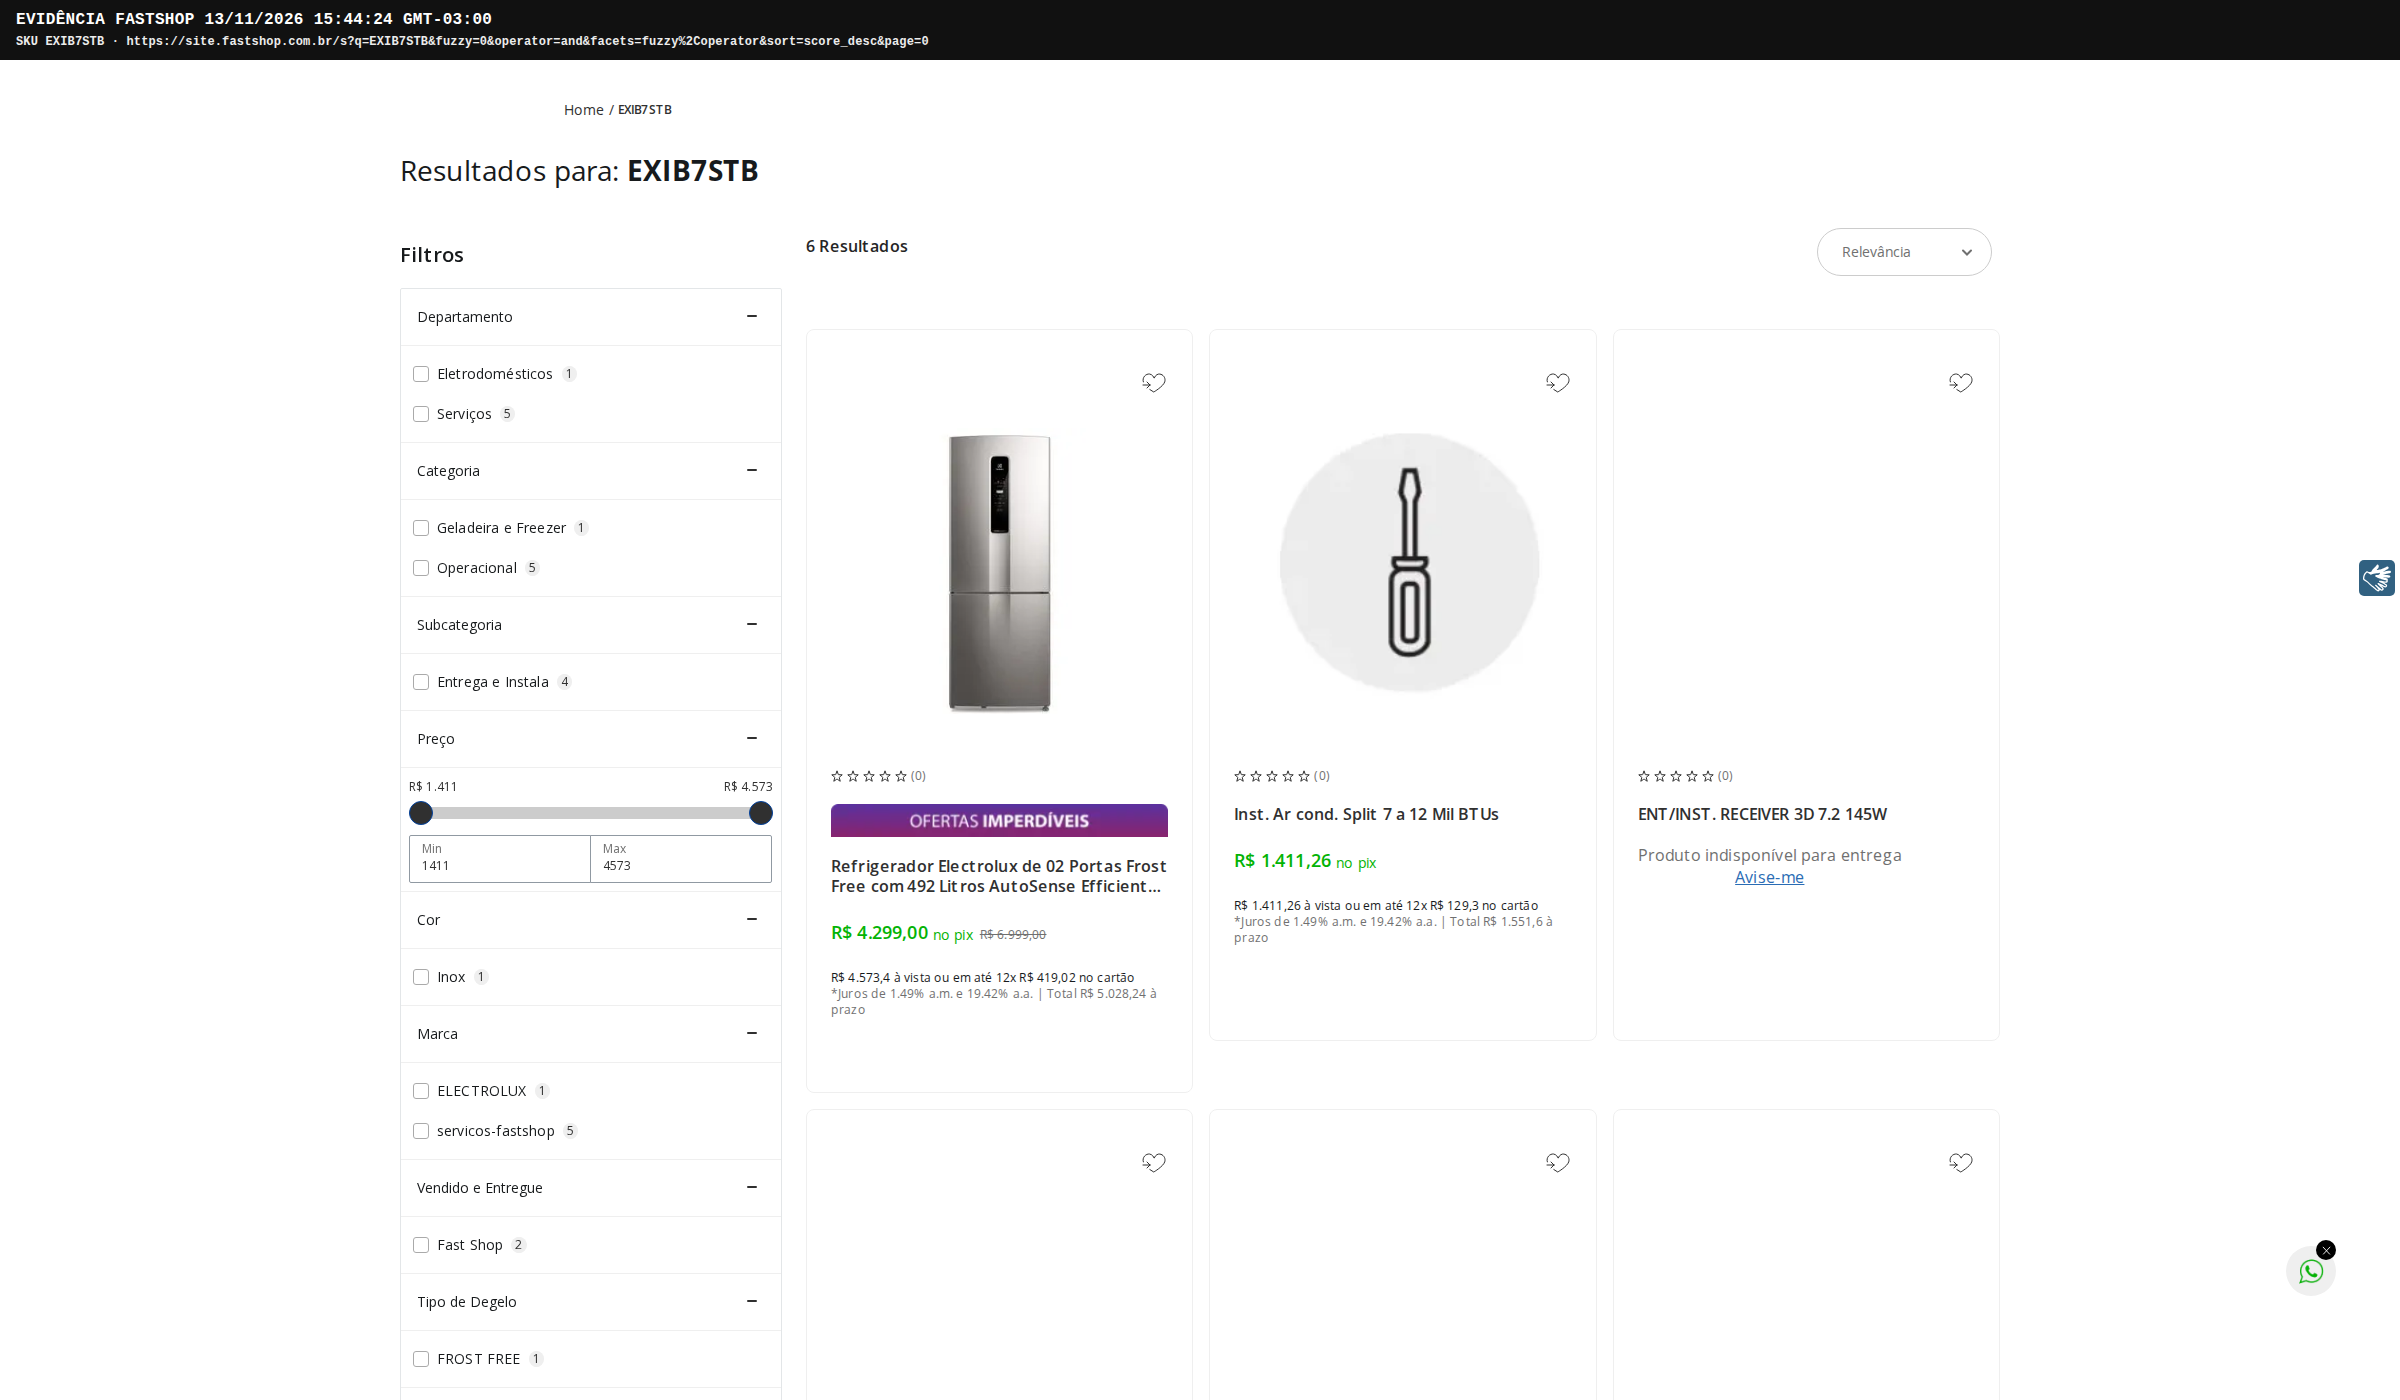 EVIDÊNCIA FASTSHOP 13/11/2026 15:44:24 GMT-03:00
SKU EXIB7STB · https://site.fastshop.com.br/s?q=EXIB7STB&fuzzy=0&operator=and&facets=fuzzy%2Coperator&sort=score_desc&page=0
Home / EXIB7STB
Resultados para: EXIB7STB
Filtros
6 Resultados
Relevância
Departamento
Eletrodomésticos 1
Serviços 5
Categoria
Geladeira e Freezer 1
Operacional 5
Subcategoria
Entrega e Instala 4
Preço
R$ 1.411 R$ 4.573
Min Max
1411 4573
Cor
Inox 1
Marca
ELECTROLUX 1
servicos-fastshop 5
Vendido e Entregue
Fast Shop 2
Tipo de Degelo
FROST FREE 1
(0)
OFERTAS IMPERDÍVEIS
Refrigerador Electrolux de 02 Portas Frost
Free com 492 Litros AutoSense Efficient...
R$ 4.299,00 no pix R$ 6.999,00
R$ 4.573,4 à vista ou em até 12x R$ 419,02 no cartão
*Juros de 1.49% a.m. e 19.42% a.a. | Total R$ 5.028,24 à
prazo
(0)
Inst. Ar cond. Split 7 a 12 Mil BTUs
R$ 1.411,26 no pix
R$ 1.411,26 à vista ou em até 12x R$ 129,3 no cartão
*Juros de 1.49% a.m. e 19.42% a.a. | Total R$ 1.551,6 à
prazo
(0)
ENT/INST. RECEIVER 3D 7.2 145W
Produto indisponível para entrega
Avise-me